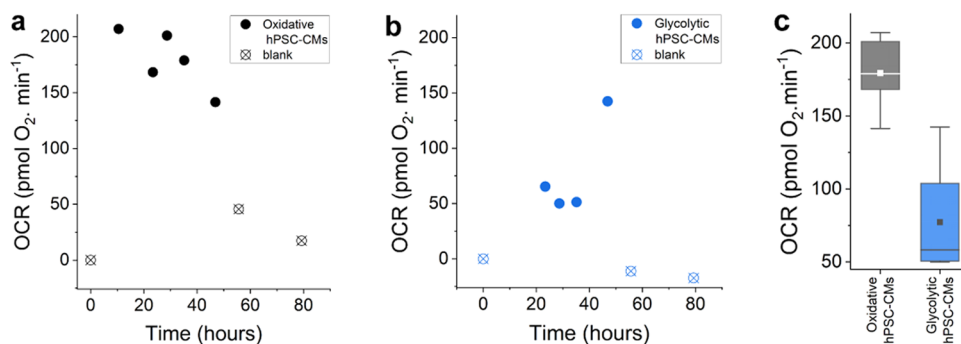 a
Oxidative
hPSC-CMs
blank
200
150
100
50
0
OCR (pmol O₂. min⁻¹)
0 20 40 60 80
Time (hours)
b
Glycolytic
hPSC-CMs
blank
200
150
100
50
0
OCR (pmol O₂. min⁻¹)
0 20 40 60 80
Time (hours)
c
200
150
100
50
OCR (pmol O₂.min⁻¹)
Oxidative
hPSC-CMs
Glycolytic
hPSC-CMs